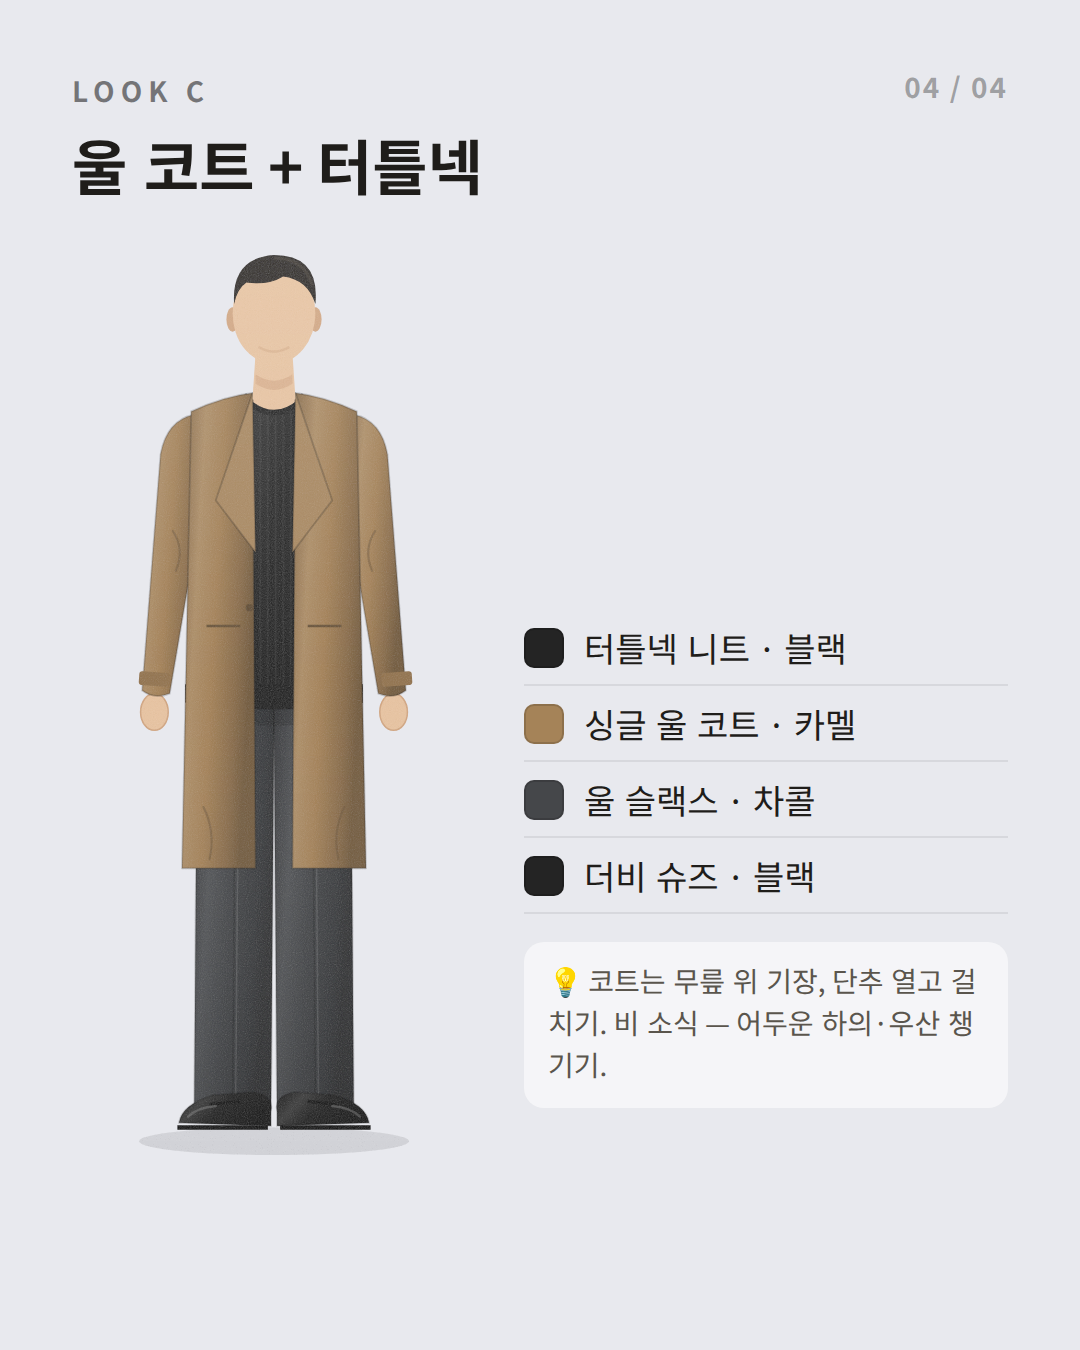 LOOK C
04 / 04
울 코트 + 터틀넥
터틀넥 니트 · 블랙
싱글 울 코트 · 카멜
울 슬랙스 · 차콜
더비 슈즈 · 블랙
💡 코트는 무릎 위 기장, 단추 열고 걸
치기. 비 소식 — 어두운 하의·우산 챙
기기.